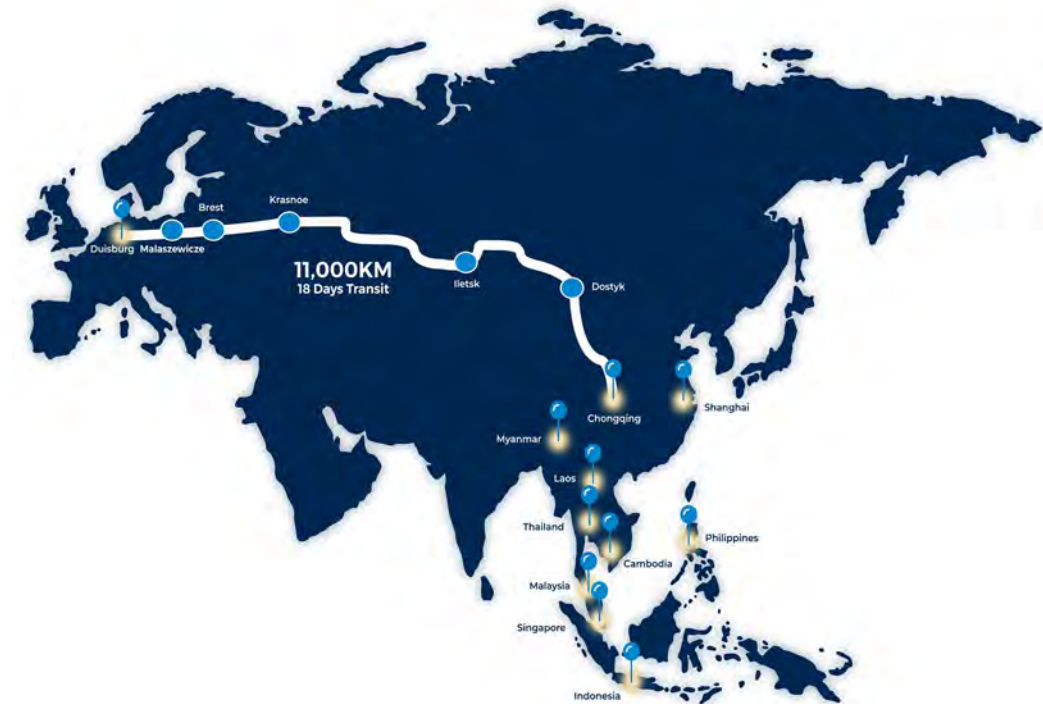 Krasnoe
Brest
Duisburg
Malaszewicze
11,000KM
18 Days Transit
Iletsk
Dostyk
Chongqing
Shanghai
Myanmar
Laos
Thailand
Philippines
Cambodia
Malaysia
Singapore
Indonesia